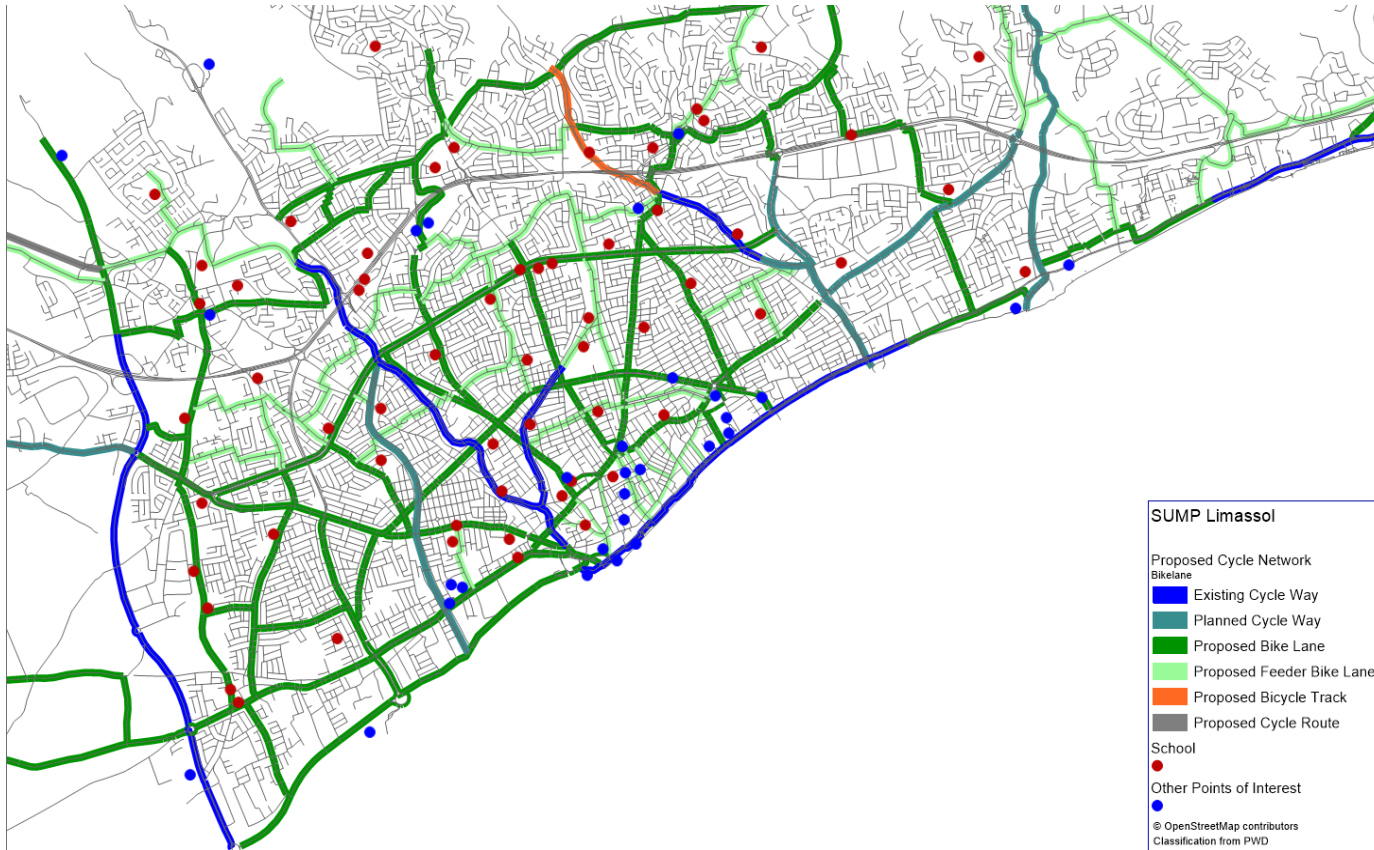 SUMP Limassol
Proposed Cycle Network
Bikelane
Existing Cycle Way
Planned Cycle Way
Proposed Bike Lane
Proposed Feeder Bike Lane
Proposed Bicycle Track
Proposed Cycle Route
School
Other Points of Interest
© OpenStreetMap contributors
Classification from PWD